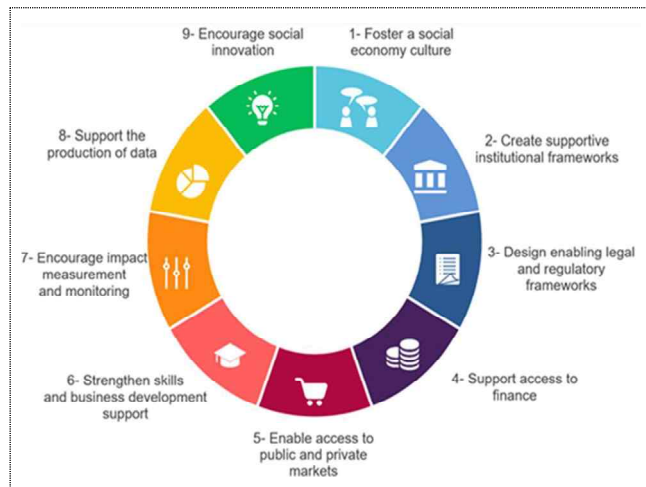 1- Foster a social
economy culture
2- Create supportive
institutional frameworks
3- Design enabling legal
and regulatory
frameworks
4- Support access to
finance
5- Enable access to
public and private
markets
6- Strengthen skills
and business development
support
7- Encourage impact
measurement
and monitoring
8- Support the
production of data
9- Encourage social
innovation